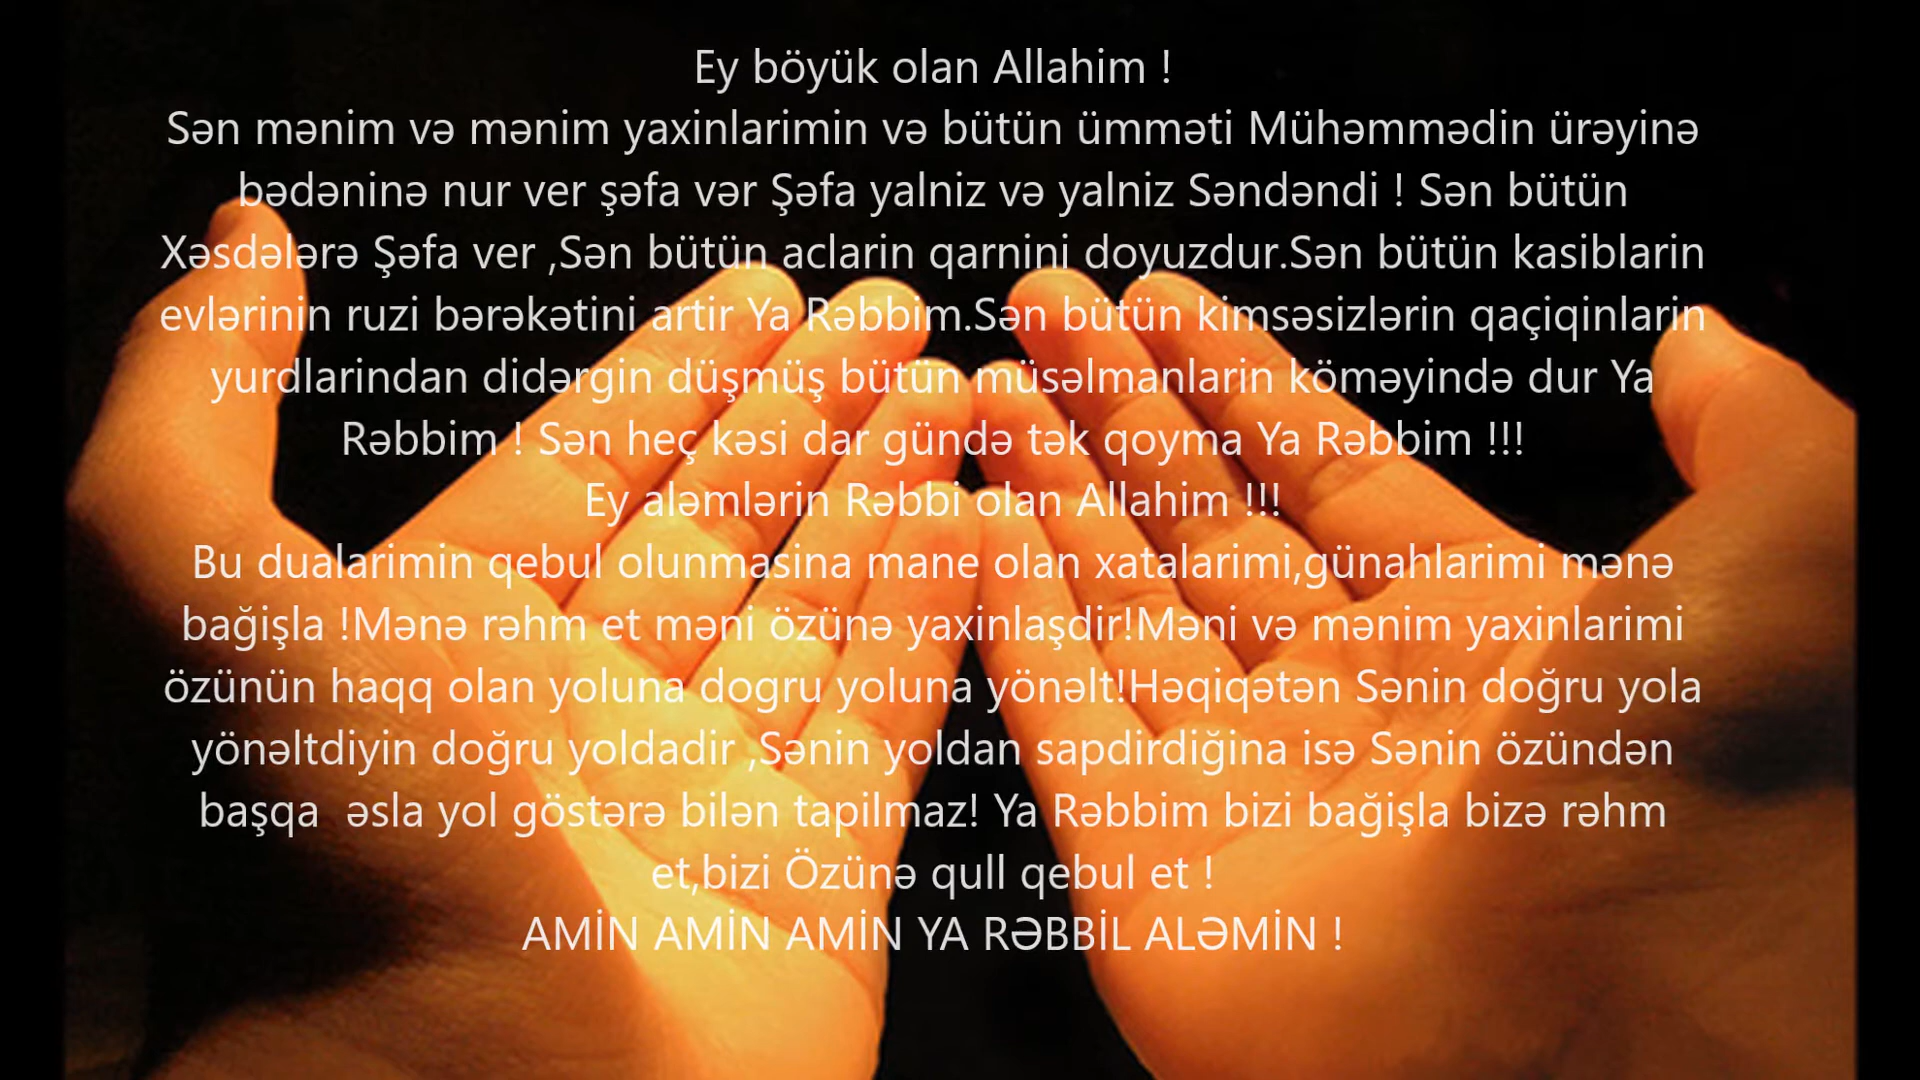 Ey böyük olan Allahim !
Sən mənim və mənim yaxinlarimin və bütün ümməti Mühəmmədin ürəyinə
bədəninə nur ver şəfa vər Şəfa yalniz və yalniz Səndəndi ! Sən bütün
Xəsdələrə Şəfa ver ,Sən bütün aclarin qarnini doyuzdur.Sən bütün kasiblarin
evlərinin ruzi bərəkətini artir Ya Rəbbim.Sən bütün kimsəsizlərin qaçiqinlarin
yurdlarindan didərgin düşmüş bütün müsəlmanlarin köməyində dur Ya
Rəbbim ! Sən heç kəsi dar gündə tək qoyma Ya Rəbbim !!!
Ey aləmlərin Rəbbi olan Allahim !!!
Bu dualarimin qebul olunmasina mane olan xatalarimi,günahlarimi mənə
bağişla !Mənə rəhm et məni özünə yaxinlaşdir!Məni və mənim yaxinlarimi
özünün haqq olan yoluna dogru yoluna yönəlt!Həqiqətən Sənin doğru yola
yönəltdiyin doğru yoldadir ,Sənin yoldan sapdirdiğina isə Sənin özündən
başqa  əsla yol göstərə bilən tapilmaz! Ya Rəbbim bizi bağişla bizə rəhm
et,bizi Özünə qull qebul et !
AMİN AMİN AMİN YA RƏBBİL ALƏMİN !